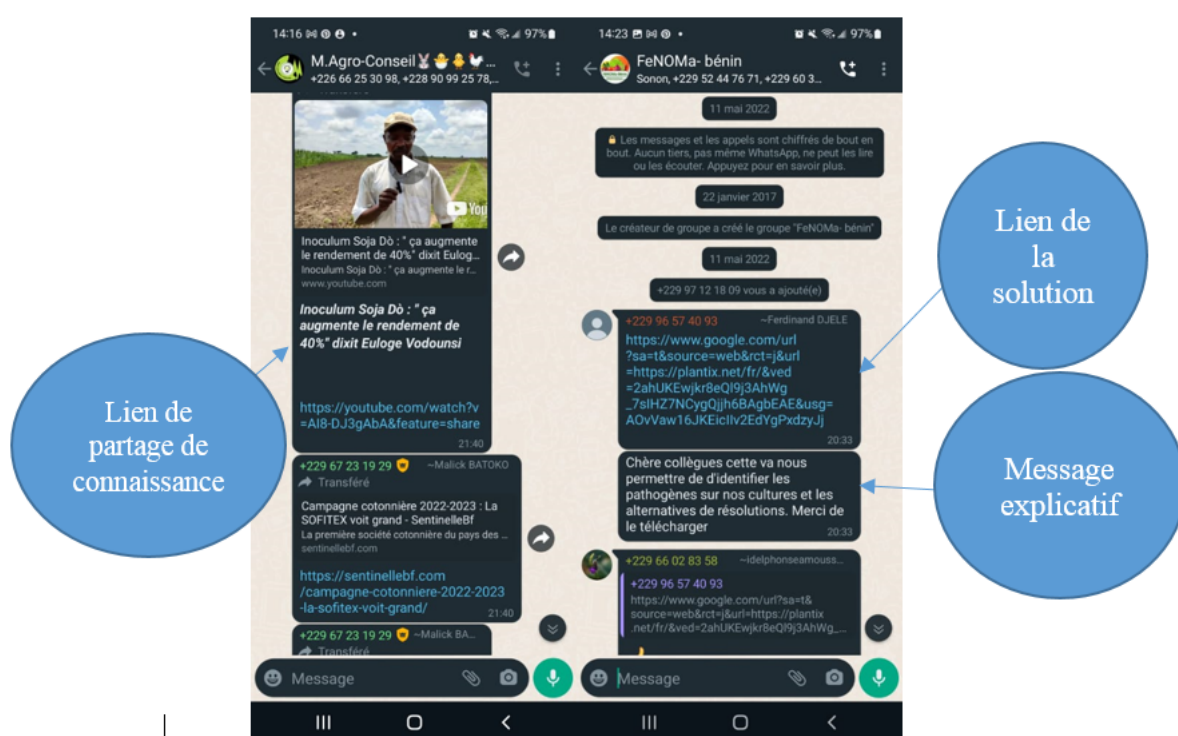 Lien de
partage de
connaissance
14:16
97%
M.Agro-Conseil
+226 66 25 30 98, +228 90 99 25 78,...
You
Inoculum Soja Dò : " ça augmente
le rendement de 40%" dixit Eulog...
Inoculum Soja Dò : " ça augmente le r...
www.youtube.com
Inoculum Soja Dò : " ça
augmente le rendement de
40%" dixit Euloge Vodounsi
https://youtube.com/watch?v
=AI8-DJ3gAbA&feature=share
21:40
+229 67 23 19 29 ~Malick BATOKO
Transféré
Campagne cotonnière 2022-2023 : La
SOFITEX voit grand - SentinelleBf
La première société cotonnière du pays des ...
sentinellebf.com
https://sentinellebf.com
/campagne-cotonniere-2022-2023
-la-sofitex-voit-grand/
21:40
+229 67 23 19 29 ~Malick BA...
Transféré
Message
14:23
97%
FeNOMa- bénin
Sonon, +229 52 44 76 71, +229 60 3...
11 mai 2022
Les messages et les appels sont chiffrés de bout en
bout. Aucun tiers, pas même WhatsApp, ne peut les lire
ou les écouter. Appuyez pour en savoir plus.
22 janvier 2017
Le créateur de groupe a créé le groupe "FeNOMa- bénin"
11 mai 2022
+229 97 12 18 09 vous a ajouté(e)
+229 96 57 40 93 ~Ferdinand DJELE
https://www.google.com/url
?sa=t&source=web&rct=j&url
=https://plantix.net/fr/&ved
=2ahUKEwjkr8eQl9j3AhWg
_7sIHZ7NCygQjjh6BAgbEAE&usg=
AOvVaw16JKEicIIv2EdYgPxdzyJj
20:33
Chère collègues cette va nous
permettre de d'identifier les
pathogènes sur nos cultures et les
alternatives de résolutions. Merci de
le télécharger
20:33
+229 66 02 83 58 ~idelphonseamouss...
+229 96 57 40 93
https://www.google.com/url?sa=t&
source=web&rct=j&url=https://plantix
.net/fr/&ved=2ahUKEwjkr8eQl9j3AhWg_...
Message
Lien de
la
solution
Message
explicatif